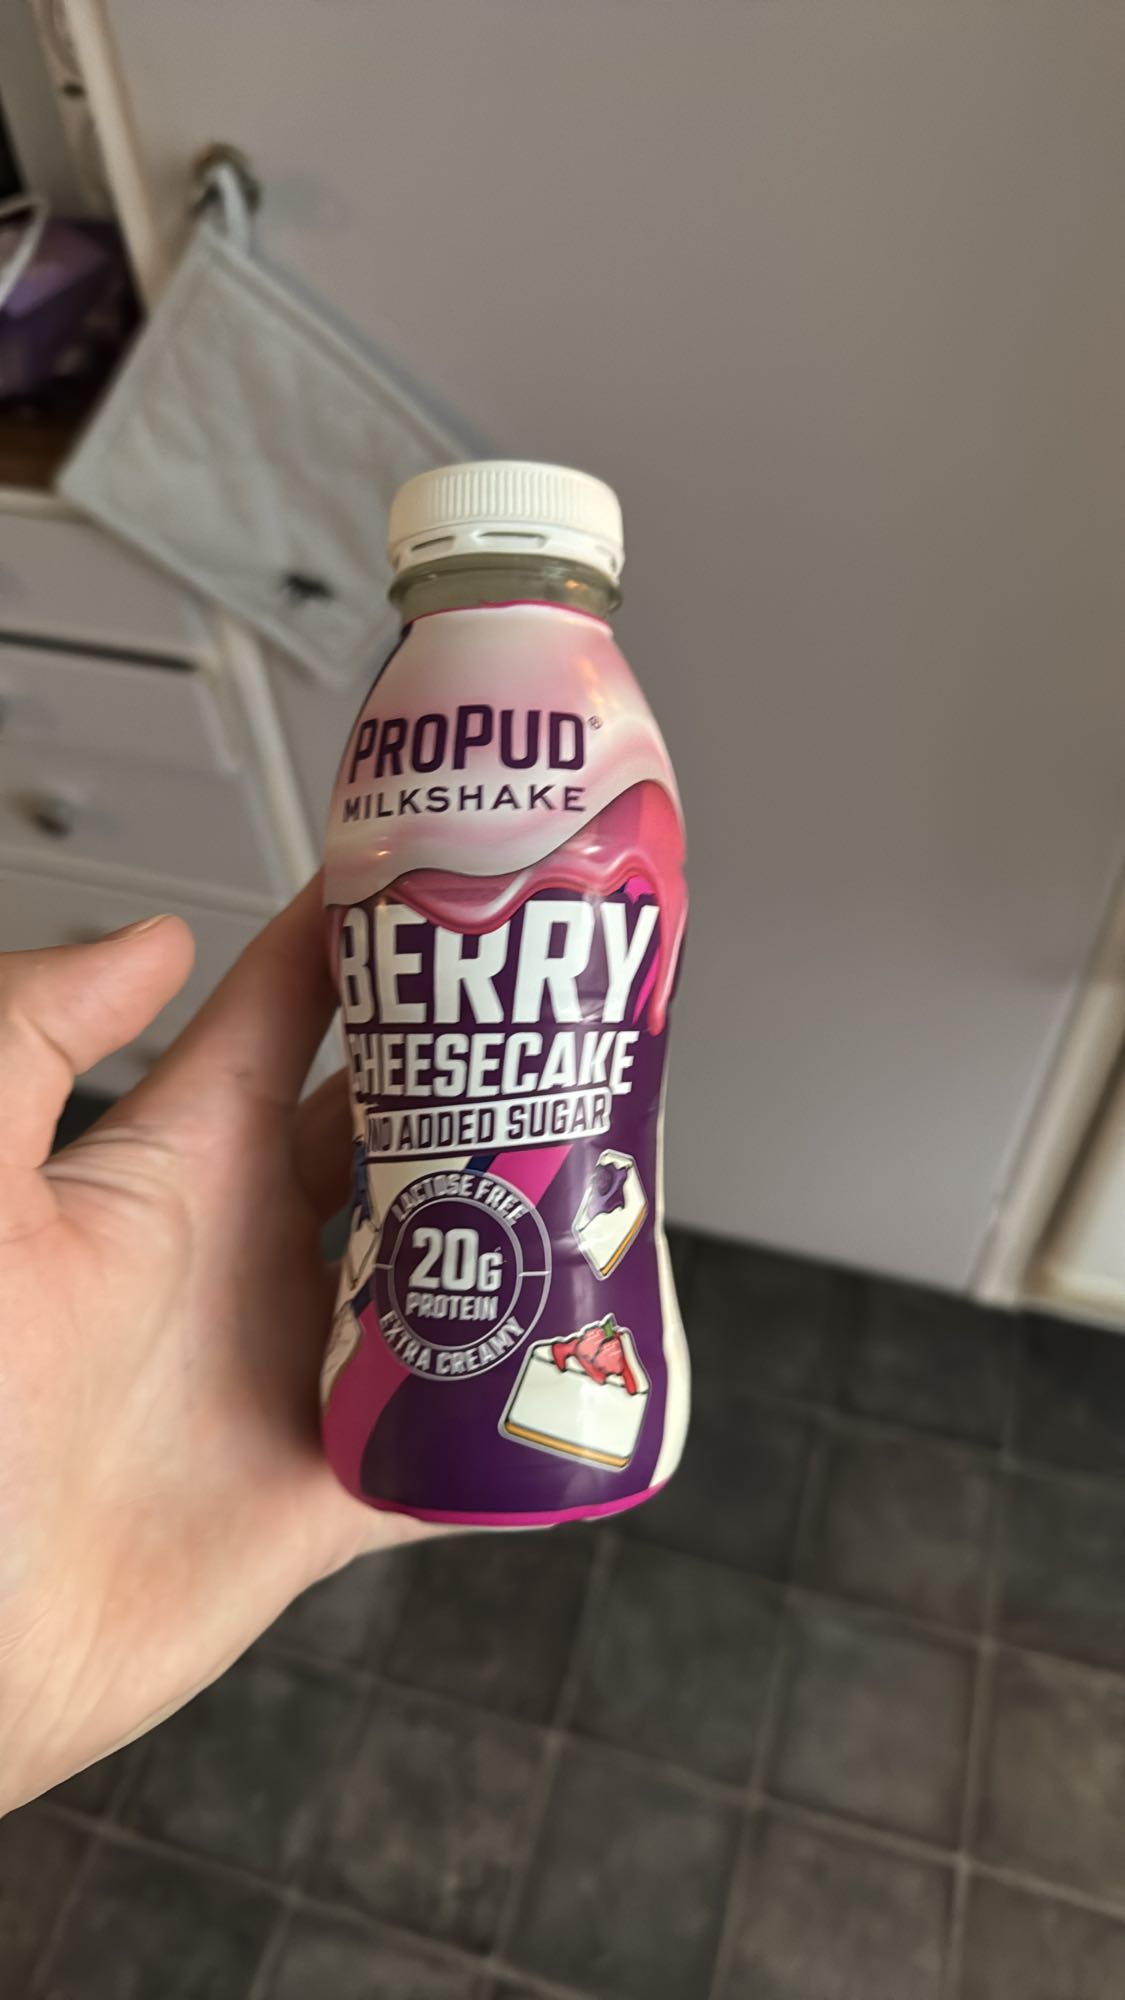 PROPUD®
MILKSHAKE
BERRY
CHEESECAKE
NO ADDED SUGAR
LACTOSE FREE
20G
PROTEIN
EXTRA CREAMY